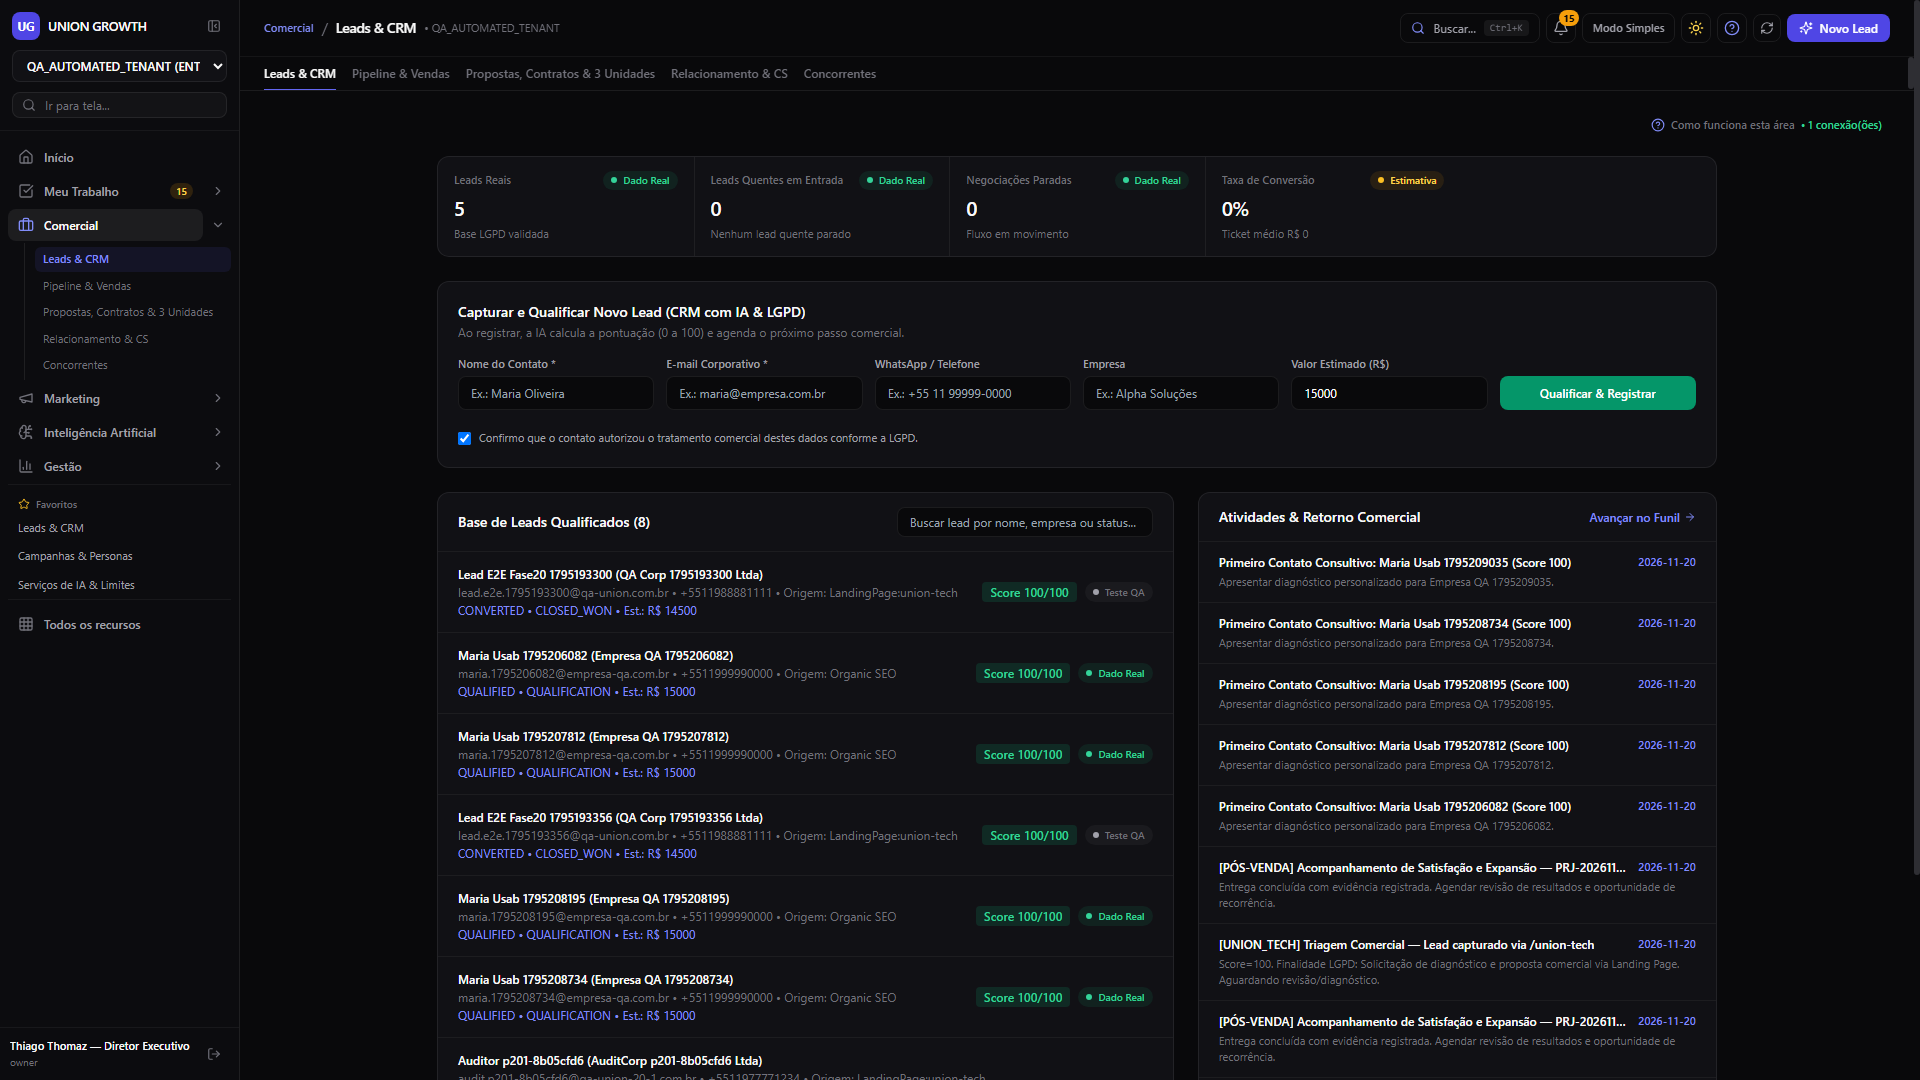 UG UNION GROWTH
QA_AUTOMATED_TENANT (ENT
Ir para tela...
Início
Meu Trabalho 15
Comercial
Leads & CRM
Pipeline & Vendas
Propostas, Contratos & 3 Unidades
Relacionamento & CS
Concorrentes
Marketing
Inteligência Artificial
Gestão
Favoritos
Leads & CRM
Campanhas & Personas
Serviços de IA & Limites
Todos os recursos
Thiago Thomaz — Diretor Executivo
owner
Comercial / Leads & CRM • QA_AUTOMATED_TENANT
Buscar... Ctrl+K
15
Modo Simples
Novo Lead
Leads & CRM Pipeline & Vendas Propostas, Contratos & 3 Unidades Relacionamento & CS Concorrentes
Como funciona esta área • 1 conexão(ões)
Leads Reais Dado Real
5
Base LGPD validada
Leads Quentes em Entrada Dado Real
0
Nenhum lead quente parado
Negociações Paradas Dado Real
0
Fluxo em movimento
Taxa de Conversão Estimativa
0%
Ticket médio R$ 0
Capturar e Qualificar Novo Lead (CRM com IA & LGPD)
Ao registrar, a IA calcula a pontuação (0 a 100) e agenda o próximo passo comercial.
Nome do Contato * E-mail Corporativo * WhatsApp / Telefone Empresa Valor Estimado (R$)
Ex.: Maria Oliveira Ex.: maria@empresa.com.br Ex.: +55 11 99999-0000 Ex.: Alpha Soluções 15000 Qualificar & Registrar
Confirmo que o contato autorizou o tratamento comercial destes dados conforme a LGPD.
Base de Leads Qualificados (8) Buscar lead por nome, empresa ou status...
Lead E2E Fase20 1795193300 (QA Corp 1795193300 Ltda)
lead.e2e.1795193300@qa-union.com.br • +5511988881111 • Origem: LandingPage:union-tech
CONVERTED • CLOSED_WON • Est.: R$ 14500
Score 100/100 Teste QA
Maria Usab 1795206082 (Empresa QA 1795206082)
maria.1795206082@empresa-qa.com.br • +5511999990000 • Origem: Organic SEO
QUALIFIED • QUALIFICATION • Est.: R$ 15000
Score 100/100 Dado Real
Maria Usab 1795207812 (Empresa QA 1795207812)
maria.1795207812@empresa-qa.com.br • +5511999990000 • Origem: Organic SEO
QUALIFIED • QUALIFICATION • Est.: R$ 15000
Score 100/100 Dado Real
Lead E2E Fase20 1795193356 (QA Corp 1795193356 Ltda)
lead.e2e.1795193356@qa-union.com.br • +5511988881111 • Origem: LandingPage:union-tech
CONVERTED • CLOSED_WON • Est.: R$ 14500
Score 100/100 Teste QA
Maria Usab 1795208195 (Empresa QA 1795208195)
maria.1795208195@empresa-qa.com.br • +5511999990000 • Origem: Organic SEO
QUALIFIED • QUALIFICATION • Est.: R$ 15000
Score 100/100 Dado Real
Maria Usab 1795208734 (Empresa QA 1795208734)
maria.1795208734@empresa-qa.com.br • +5511999990000 • Origem: Organic SEO
QUALIFIED • QUALIFICATION • Est.: R$ 15000
Score 100/100 Dado Real
Auditor p201-8b05cfd6 (AuditCorp p201-8b05cfd6 Ltda)
audit.p201-8b05cfd6@qa-union-20-1.com.br • +5511977771234 • Origem: LandingPage:union-tech
Atividades & Retorno Comercial Avançar no Funil
Primeiro Contato Consultivo: Maria Usab 1795209035 (Score 100) 2026-11-20
Apresentar diagnóstico personalizado para Empresa QA 1795209035.
Primeiro Contato Consultivo: Maria Usab 1795208734 (Score 100) 2026-11-20
Apresentar diagnóstico personalizado para Empresa QA 1795208734.
Primeiro Contato Consultivo: Maria Usab 1795208195 (Score 100) 2026-11-20
Apresentar diagnóstico personalizado para Empresa QA 1795208195.
Primeiro Contato Consultivo: Maria Usab 1795207812 (Score 100) 2026-11-20
Apresentar diagnóstico personalizado para Empresa QA 1795207812.
Primeiro Contato Consultivo: Maria Usab 1795206082 (Score 100) 2026-11-20
Apresentar diagnóstico personalizado para Empresa QA 1795206082.
[PÓS-VENDA] Acompanhamento de Satisfação e Expansão — PRJ-202611... 2026-11-20
Entrega concluída com evidência registrada. Agendar revisão de resultados e oportunidade de
recorrência.
[UNION_TECH] Triagem Comercial — Lead capturado via /union-tech 2026-11-20
Score=100. Finalidade LGPD: Solicitação de diagnóstico e proposta comercial via Landing Page.
Aguardando revisão/diagnóstico.
[PÓS-VENDA] Acompanhamento de Satisfação e Expansão — PRJ-202611... 2026-11-20
Entrega concluída com evidência registrada. Agendar revisão de resultados e oportunidade de
recorrência.